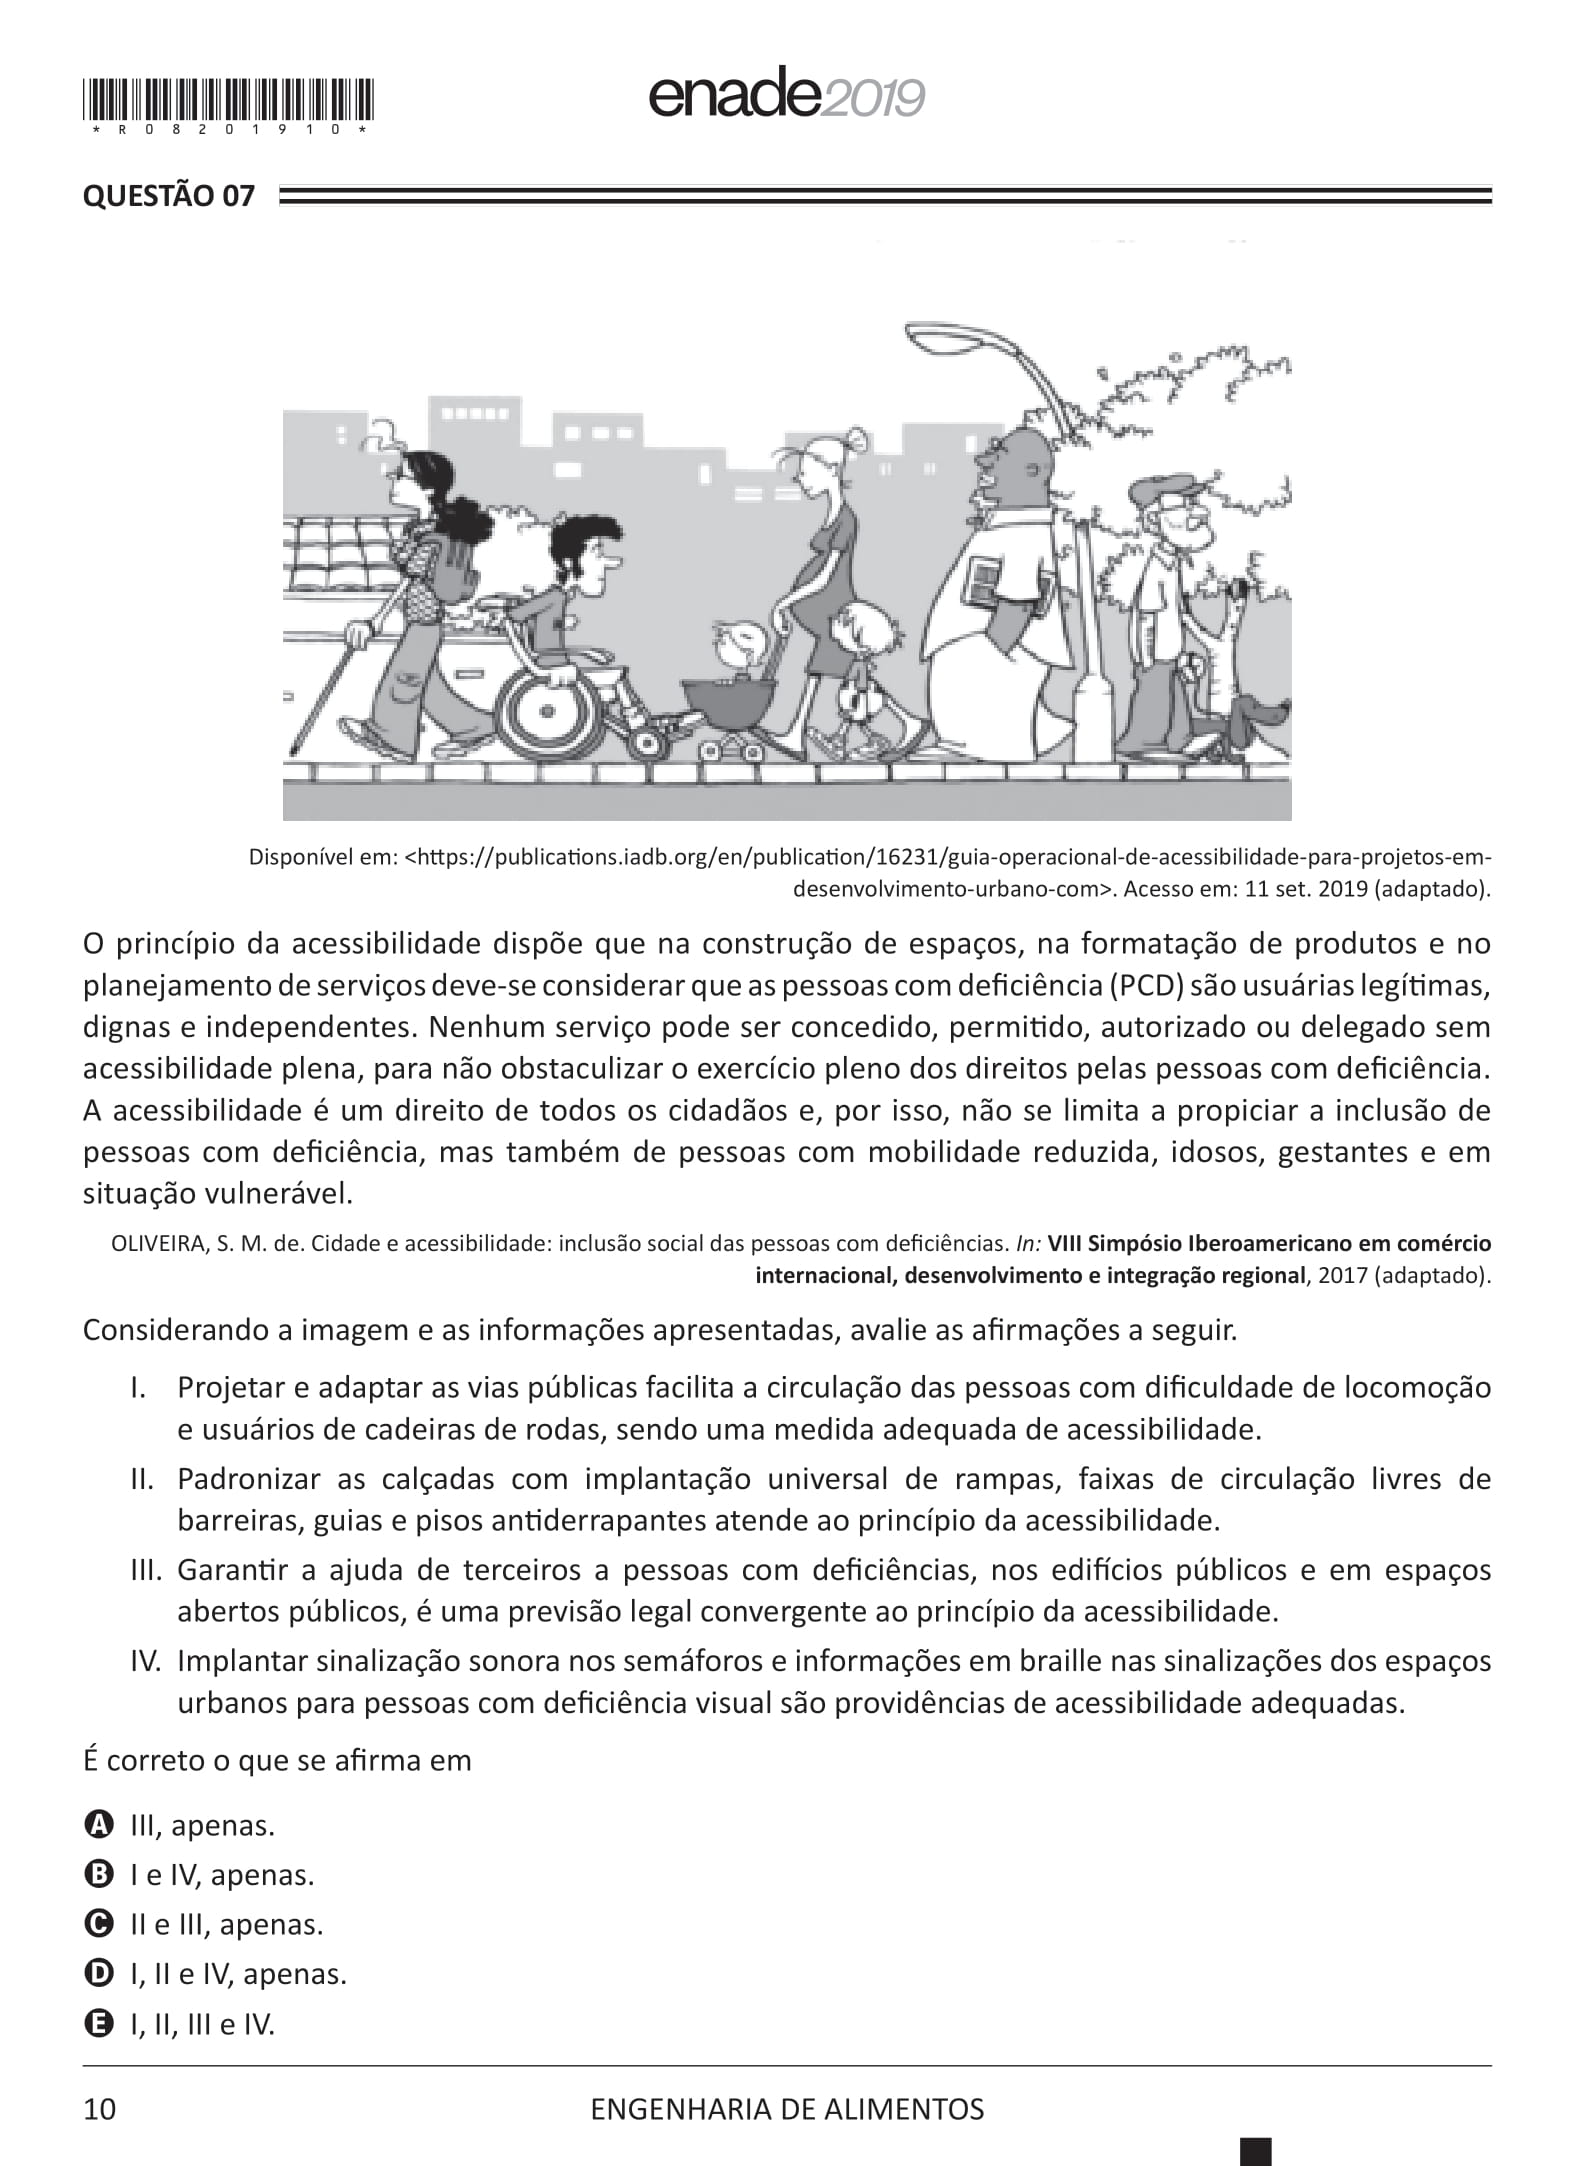 *R08201910*
enade2019
QUESTÃO 07
Disponível em: <https://publications.iadb.org/en/publication/16231/guia-operacional-de-acessibilidade-para-projetos-em-
desenvolvimento-urbano-com>. Acesso em: 11 set. 2019 (adaptado).
O princípio da acessibilidade dispõe que na construção de espaços, na formatação de produtos e no
planejamento de serviços deve-se considerar que as pessoas com deficiência (PCD) são usuárias legítimas,
dignas e independentes. Nenhum serviço pode ser concedido, permitido, autorizado ou delegado sem
acessibilidade plena, para não obstaculizar o exercício pleno dos direitos pelas pessoas com deficiência.
A acessibilidade é um direito de todos os cidadãos e, por isso, não se limita a propiciar a inclusão de
pessoas com deficiência, mas também de pessoas com mobilidade reduzida, idosos, gestantes e em
situação vulnerável.
OLIVEIRA, S. M. de. Cidade e acessibilidade: inclusão social das pessoas com deficiências. In: VIII Simpósio Iberoamericano em comércio
internacional, desenvolvimento e integração regional, 2017 (adaptado).
Considerando a imagem e as informações apresentadas, avalie as afirmações a seguir.
I. Projetar e adaptar as vias públicas facilita a circulação das pessoas com dificuldade de locomoção
e usuários de cadeiras de rodas, sendo uma medida adequada de acessibilidade.
II. Padronizar as calçadas com implantação universal de rampas, faixas de circulação livres de
barreiras, guias e pisos antiderrapantes atende ao princípio da acessibilidade.
III. Garantir a ajuda de terceiros a pessoas com deficiências, nos edifícios públicos e em espaços
abertos públicos, é uma previsão legal convergente ao princípio da acessibilidade.
IV. Implantar sinalização sonora nos semáforos e informações em braille nas sinalizações dos espaços
urbanos para pessoas com deficiência visual são providências de acessibilidade adequadas.
É correto o que se afirma em
A III, apenas.
B I e IV, apenas.
C II e III, apenas.
D I, II e IV, apenas.
E I, II, III e IV.
10 ENGENHARIA DE ALIMENTOS